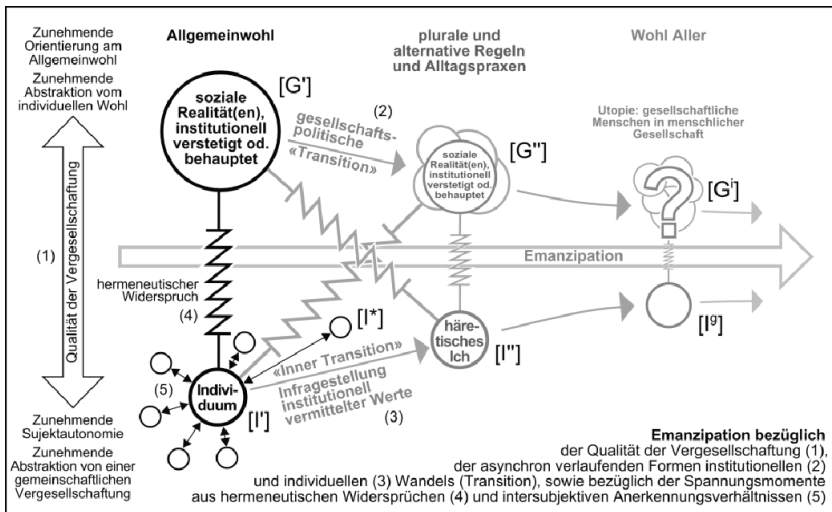 Zunehmende
Orientierung am
Allgemeinwohl
Zunehmende
Abstraktion vom
individuellen Wohl
(1)
Qualität der Vergesellschaftung
Zunehmende
Sujektautonomie
Zunehmende
Abstraktion von einer
gemeinschaftlichen
Vergesellschaftung
Allgemeinwohl
[G']
soziale
Realität(en),
institutionell
verstetigt od.
behauptet
(2)
gesellschafts-
politische
«Transition»
plurale und
alternative Regeln
und Alltagspraxen
[G'']
soziale
Realität(en),
institutionell
verstetigt od.
behauptet
Wohl Aller
Utopie: gesellschaftliche
Menschen in menschlicher
Gesellschaft
?
[Gⁱ]
Emanzipation
hermeneutischer
Widerspruch
(4)
[I*]
(5)
Indivi-
duum
[I']
«Inner Transition»
Infragestellung
institutionell
vermittelter Werte
(3)
häre-
tisches
Ich
[I'']
[Iᵍ]
Emanzipation bezüglich
der Qualität der Vergesellschaftung (1),
der asynchron verlaufenden Formen institutionellen (2)
und individuellen (3) Wandels (Transition), sowie bezüglich der Spannungsmomente
aus hermeneutischen Widersprüchen (4) und intersubjektiven Anerkennungsverhältnissen (5)